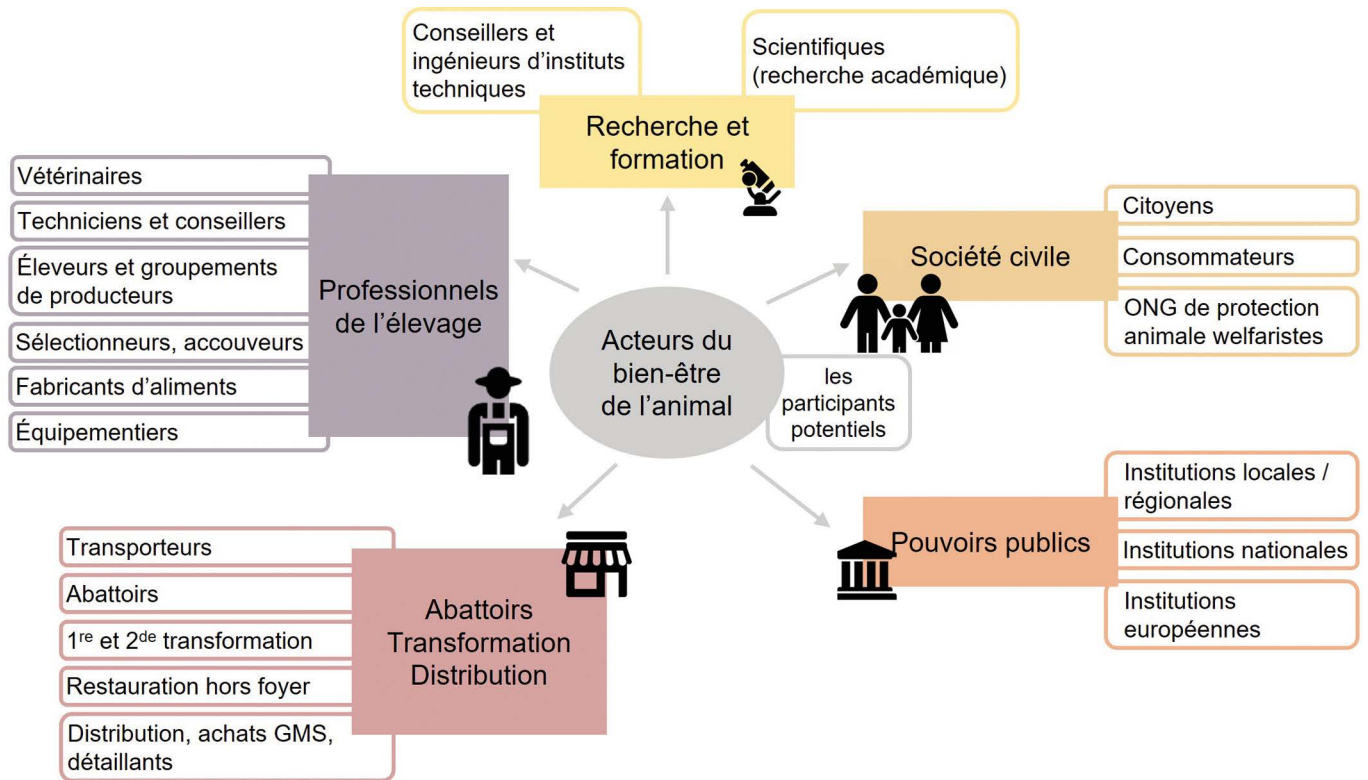 Conseillers et
ingénieurs d’instituts
techniques
Scientifiques
(recherche académique)
Recherche et
formation
Vétérinaires
Techniciens et conseillers
Éleveurs et groupements
de producteurs
Sélectionneurs, accouveurs
Fabricants d’aliments
Équipementiers
Professionnels
de l’élevage
Société civile
Citoyens
Consommateurs
ONG de protection
animale welfaristes
Acteurs du
bien-être
de l’animal
les
participants
potentiels
Transporteurs
Abattoirs
1re et 2de transformation
Restauration hors foyer
Distribution, achats GMS,
détaillants
Abattoirs
Transformation
Distribution
Pouvoirs publics
Institutions locales /
régionales
Institutions nationales
Institutions
européennes